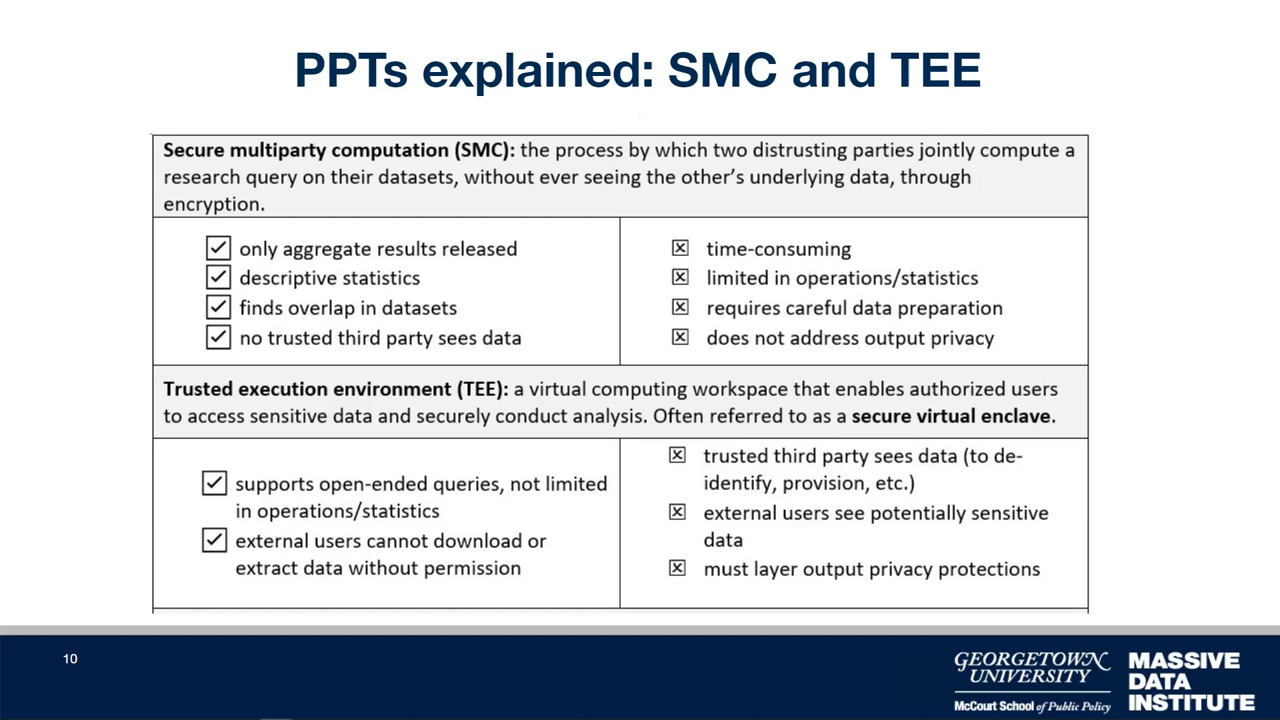 PPTs explained: SMC and TEE
Secure multiparty computation (SMC): the process by which two distrusting parties jointly compute a
research query on their datasets, without ever seeing the other's underlying data, through
encryption.
only aggregate results released
descriptive statistics
finds overlap in datasets
no trusted third party sees data
time-consuming
limited in operations/statistics
requires careful data preparation
does not address output privacy
Trusted execution environment (TEE): a virtual computing workspace that enables authorized users
to access sensitive data and securely conduct analysis. Often referred to as a secure virtual enclave.
supports open-ended queries, not limited
in operations/statistics
external users cannot download or
extract data without permission
trusted third party sees data (to de-
identify, provision, etc.)
external users see potentially sensitive
data
must layer output privacy protections
10
GEORGETOWN
UNIVERSITY
McCourt School of Public Policy
MASSIVE
DATA
INSTITUTE